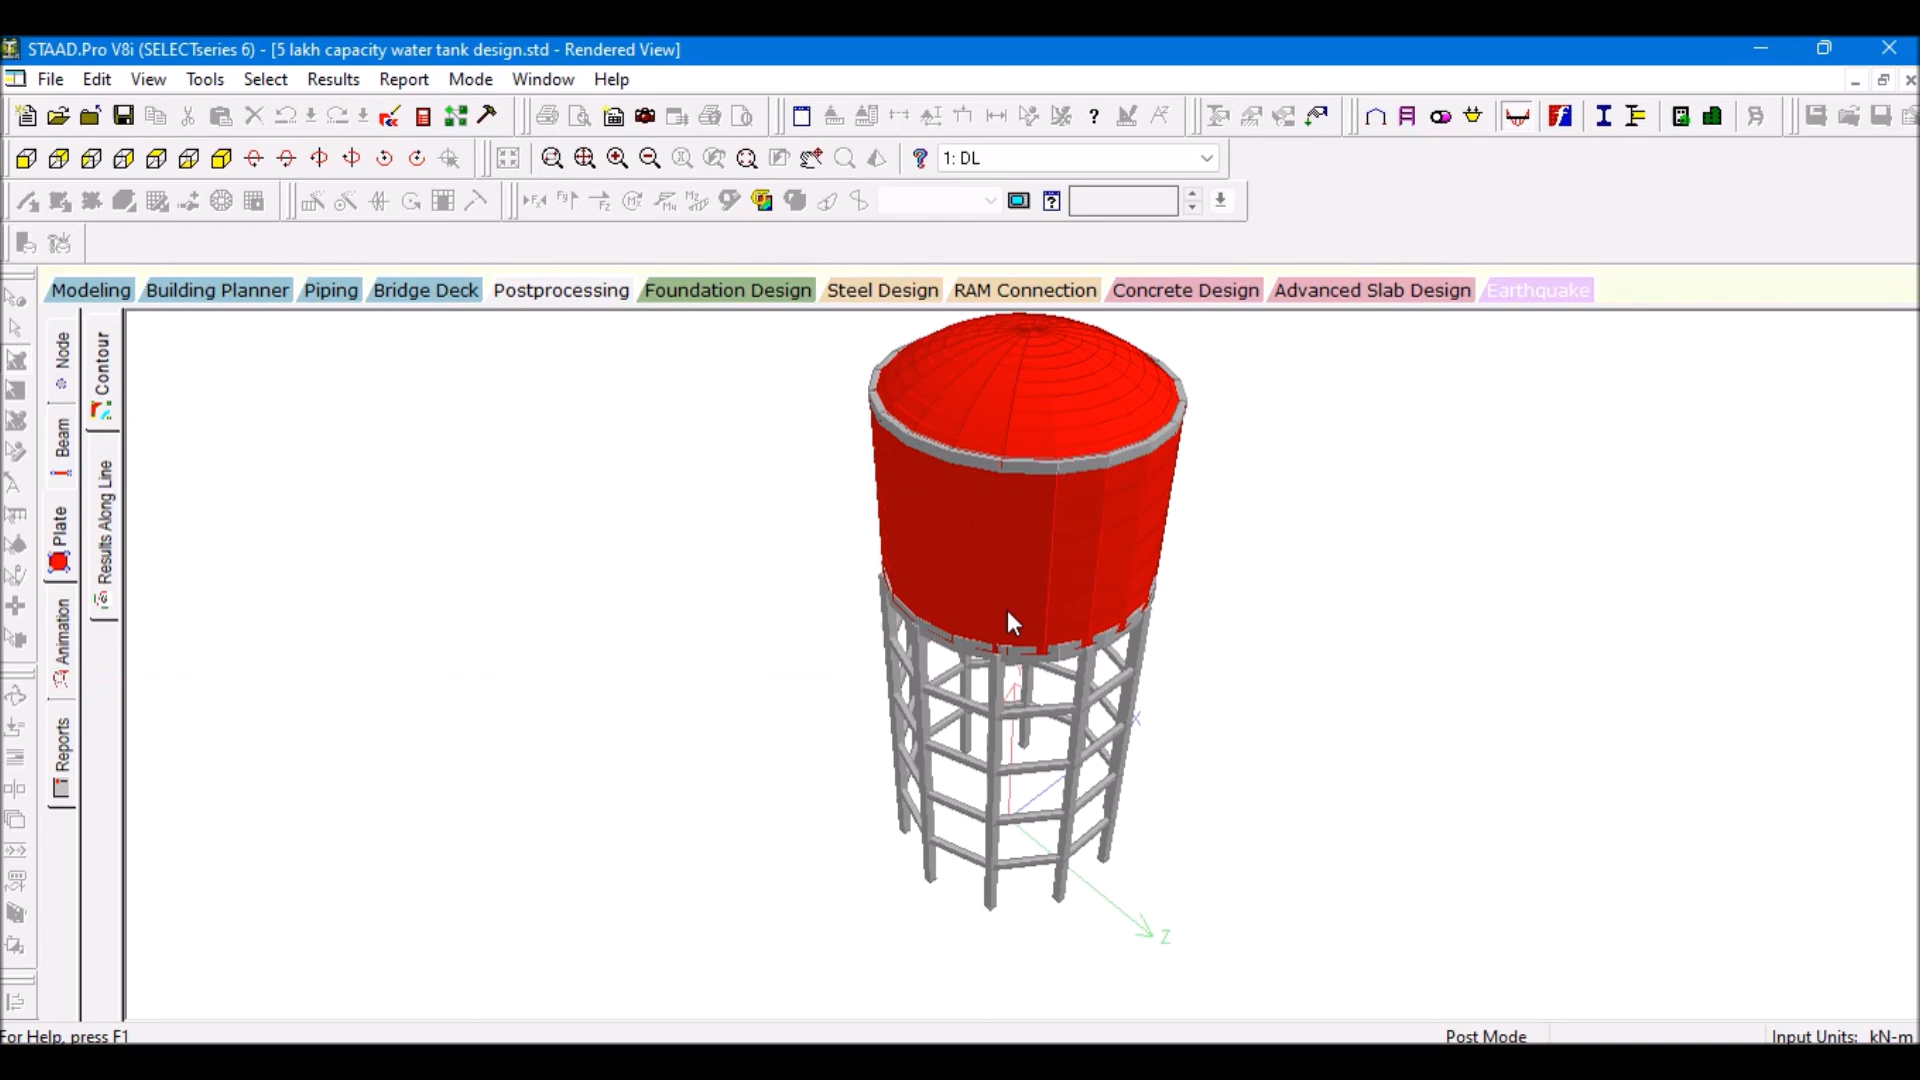 STAAD.Pro V8i (SELECTseries 6) - [5 lakh capacity water tank design.std - Rendered View]
File Edit View Tools Select Results Report Mode Window Help
1: DL
Modeling Building Planner Piping Bridge Deck Postprocessing Foundation Design Steel Design RAM Connection Concrete Design Advanced Slab Design Earthquake
Node
Beam
Plate
Animation
Reports
Contour
Results Along Line
X
Z
For Help, press F1
Post Mode
Input Units: kN-m